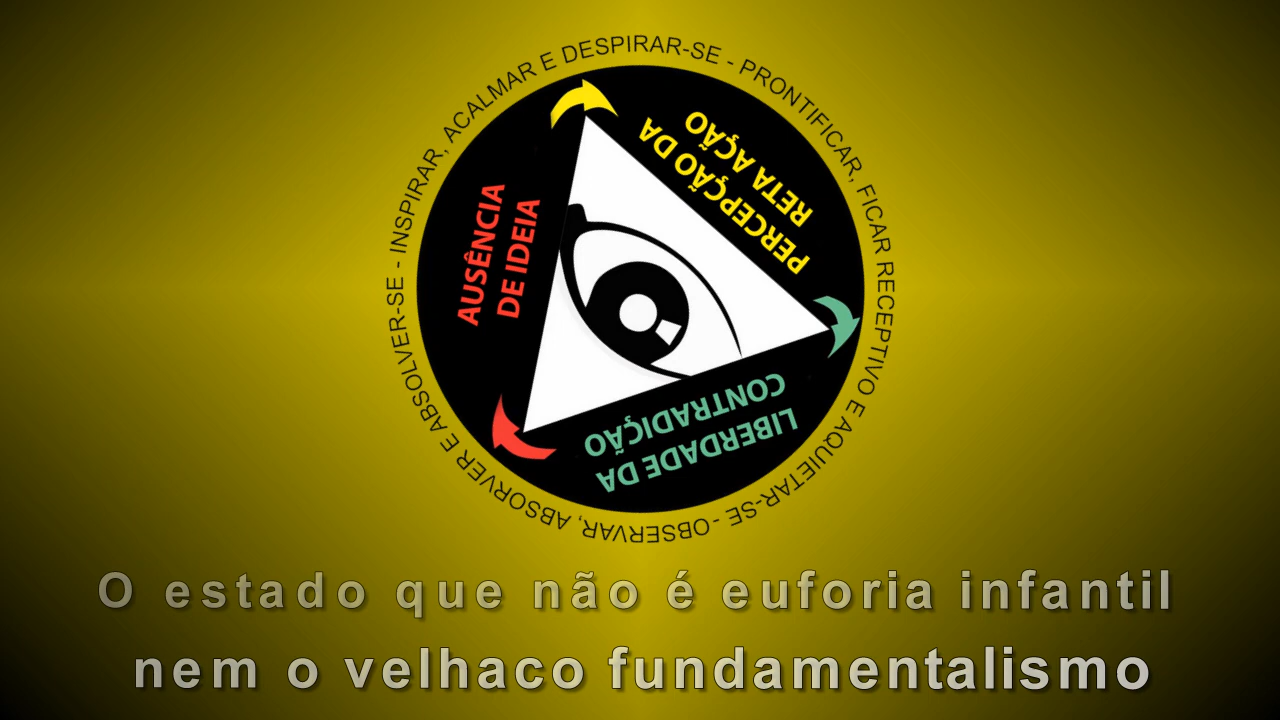 INSPIRAR, ACALMAR E DESPIRAR-SE - PRONTIFICAR, FICAR RECEPTIVO E AQUIETAR-SE - OBSERVAR, ABSORVER E ABSOLVER-SE -
PERCEPÇÃO DA
RETA AÇÃO
AUSÊNCIA
DE IDEIA
LIBERDADE DA
CONTRADIÇÃO
O estado que não é euforia infantil
nem o velhaco fundamentalismo